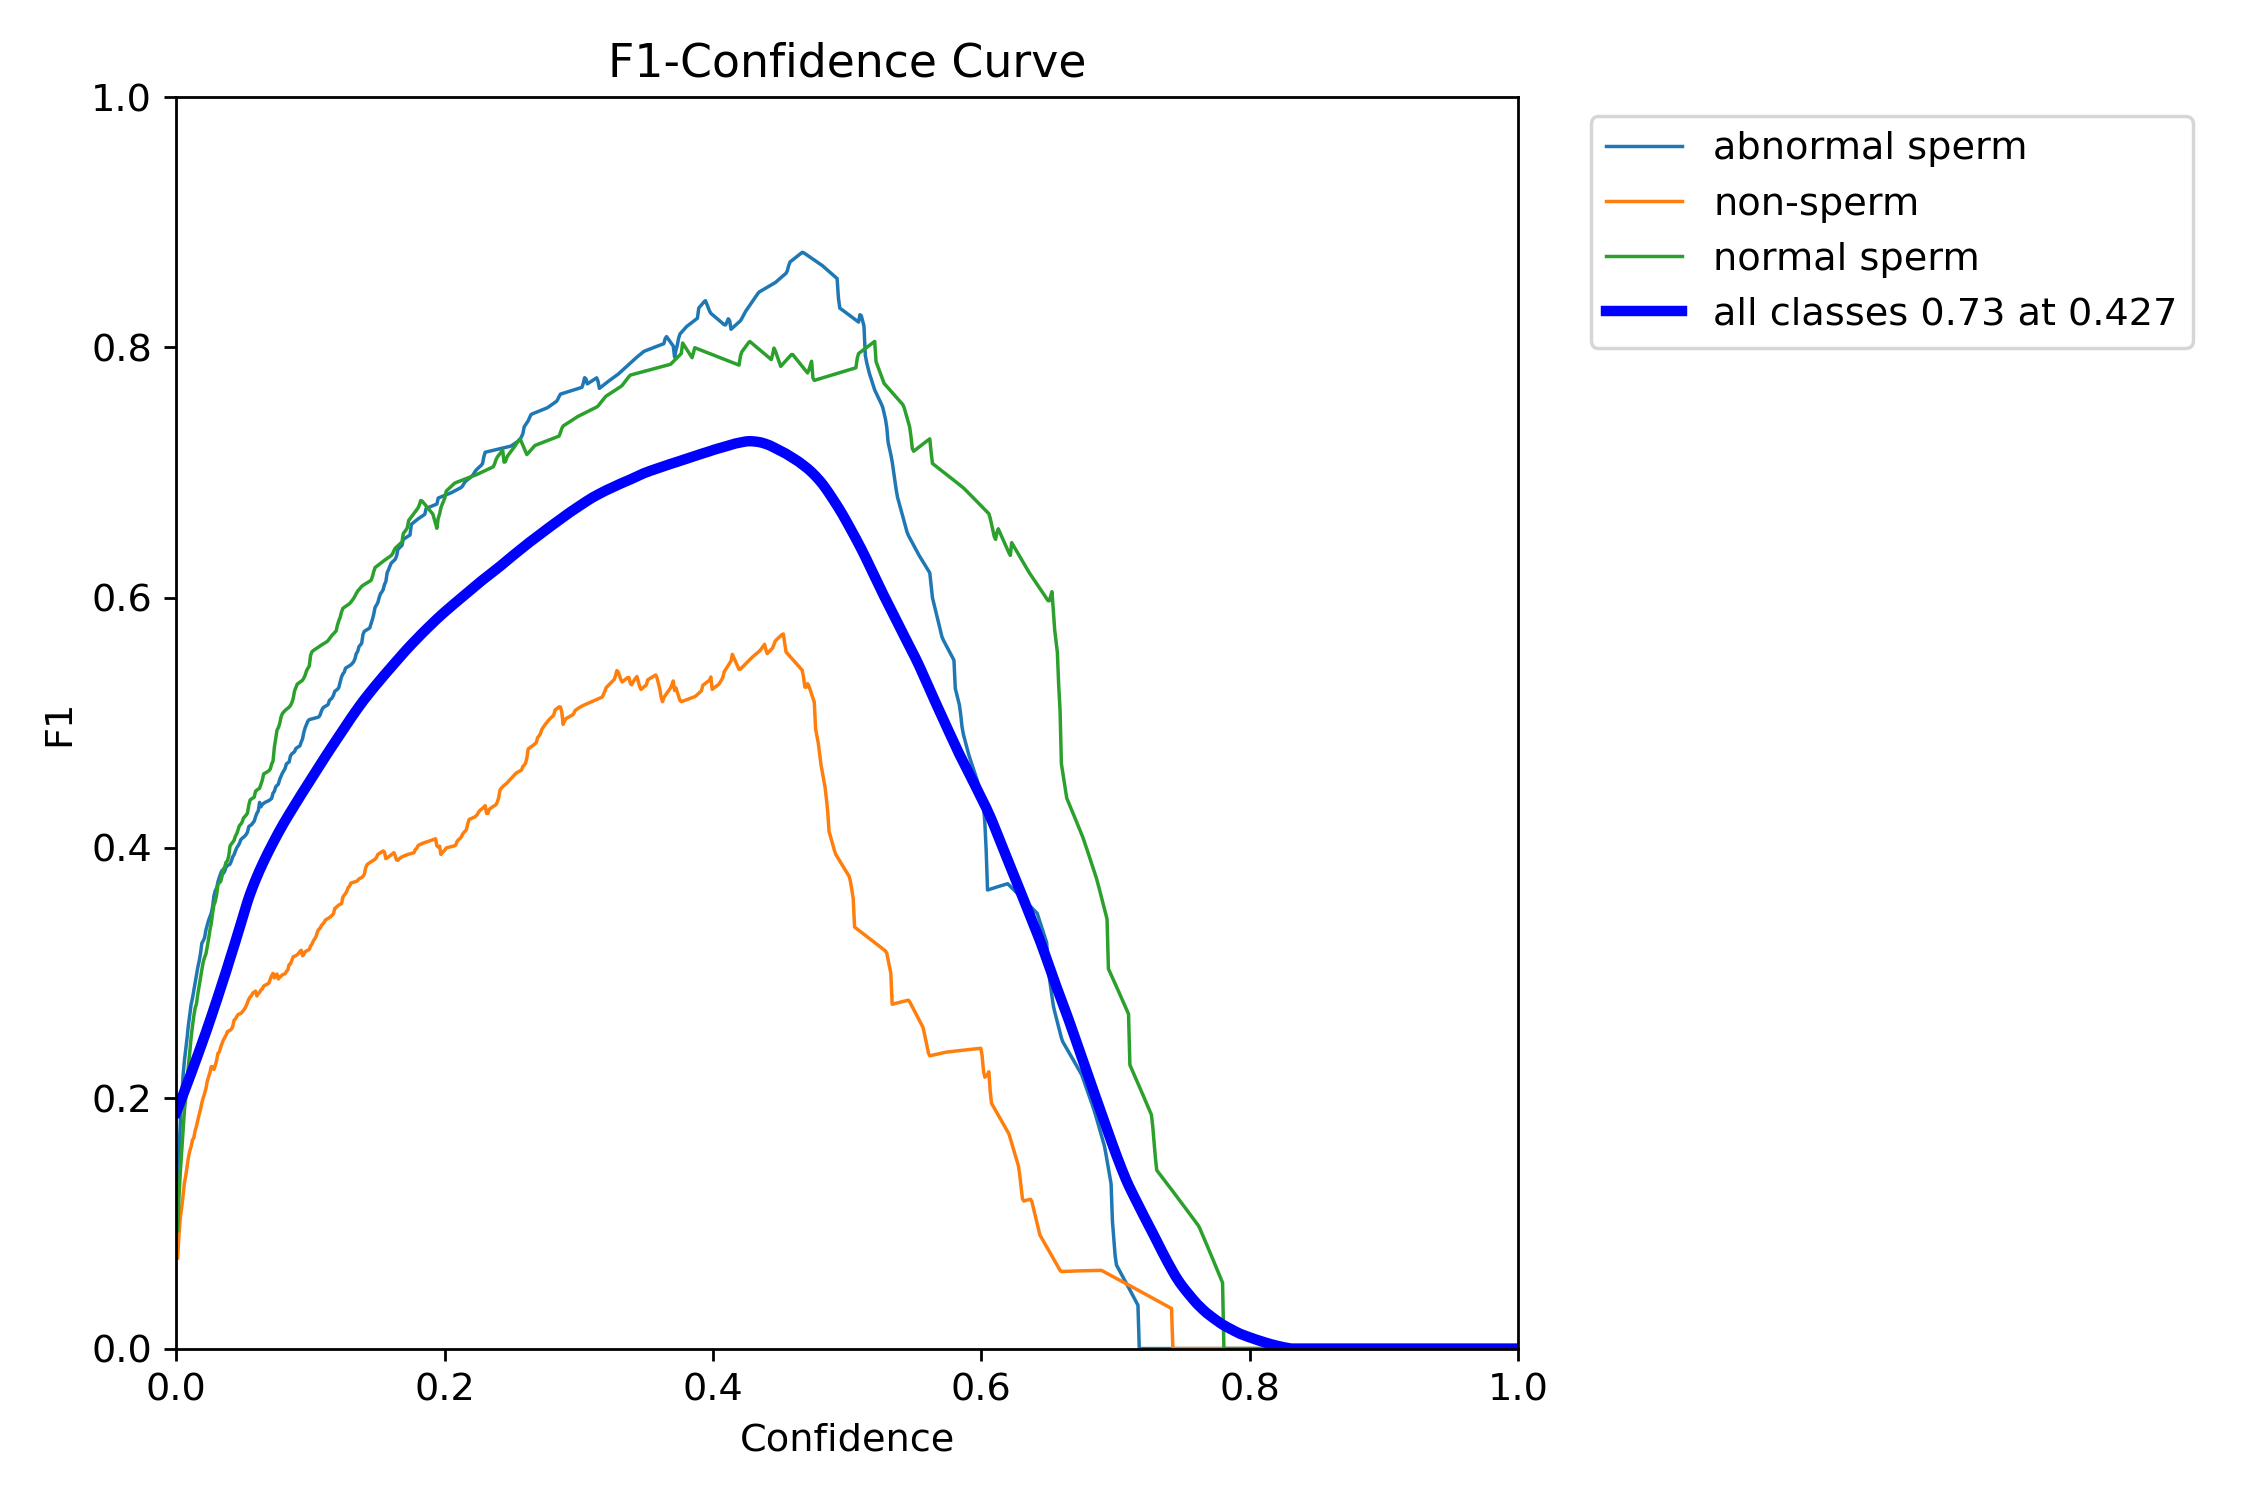 F1-Confidence Curve
1.0
0.8
0.6
0.4
0.2
0.0
F1
0.0 0.2 0.4 0.6 0.8 1.0
Confidence
abnormal sperm
non-sperm
normal sperm
all classes 0.73 at 0.427